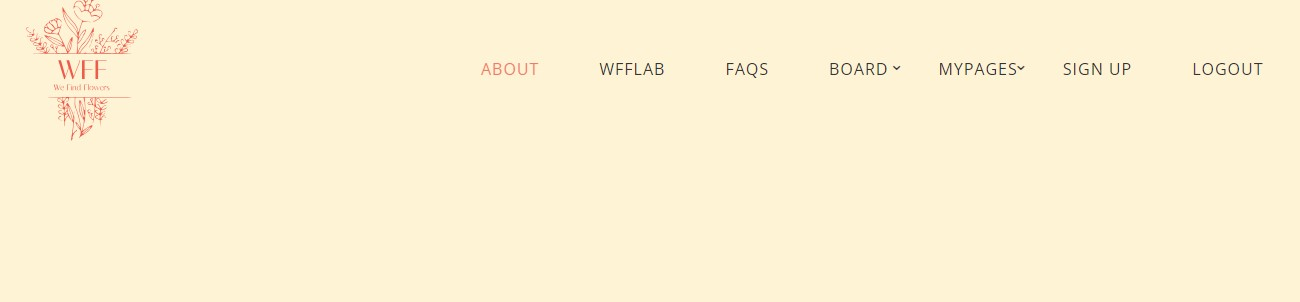 WFF
We Find Flowers
ABOUT WFFLAB FAQS BOARD MYPAGES SIGN UP LOGOUT